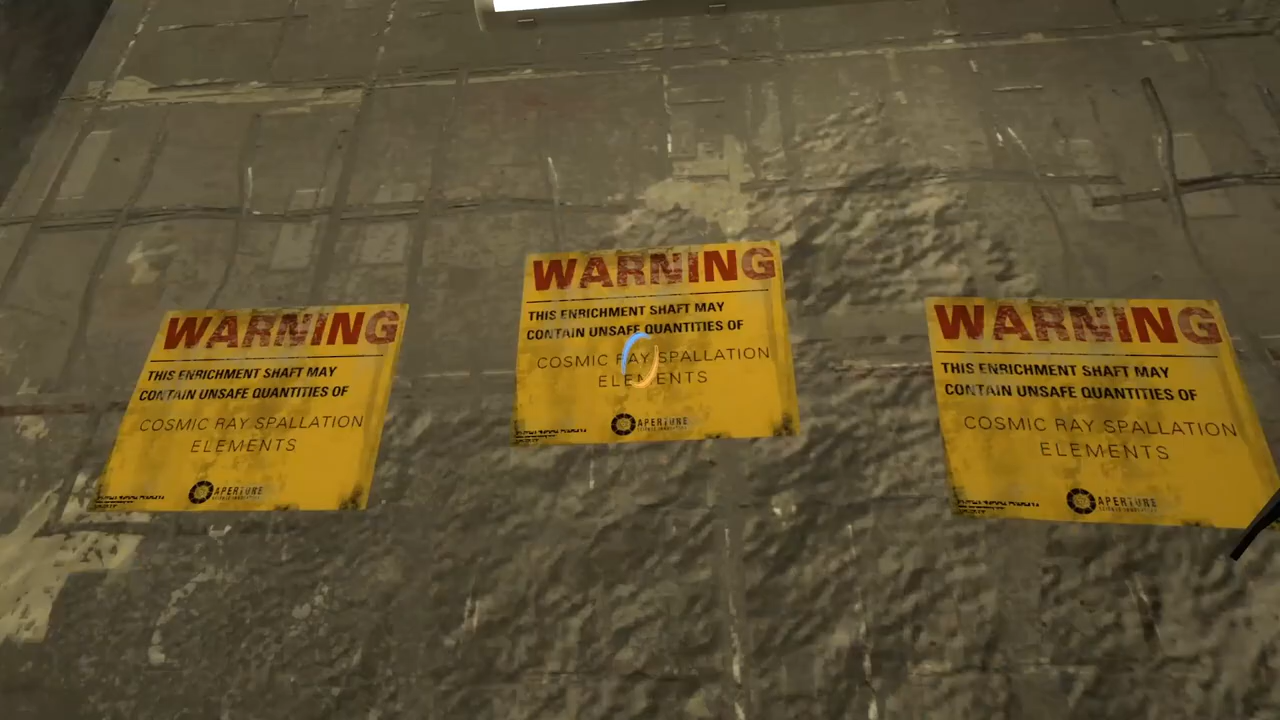 WARNING
THIS ENRICHMENT SHAFT MAY
CONTAIN UNSAFE QUANTITIES OF
COSMIC RAY SPALLATION
ELEMENTS
APERTURE
WARNING
THIS ENRICHMENT SHAFT MAY
CONTAIN UNSAFE QUANTITIES OF
COSMIC RAY SPALLATION
ELEMENTS
APERTURE
WARNING
THIS ENRICHMENT SHAFT MAY
CONTAIN UNSAFE QUANTITIES OF
COSMIC RAY SPALLATION
ELEMENTS
APERTURE